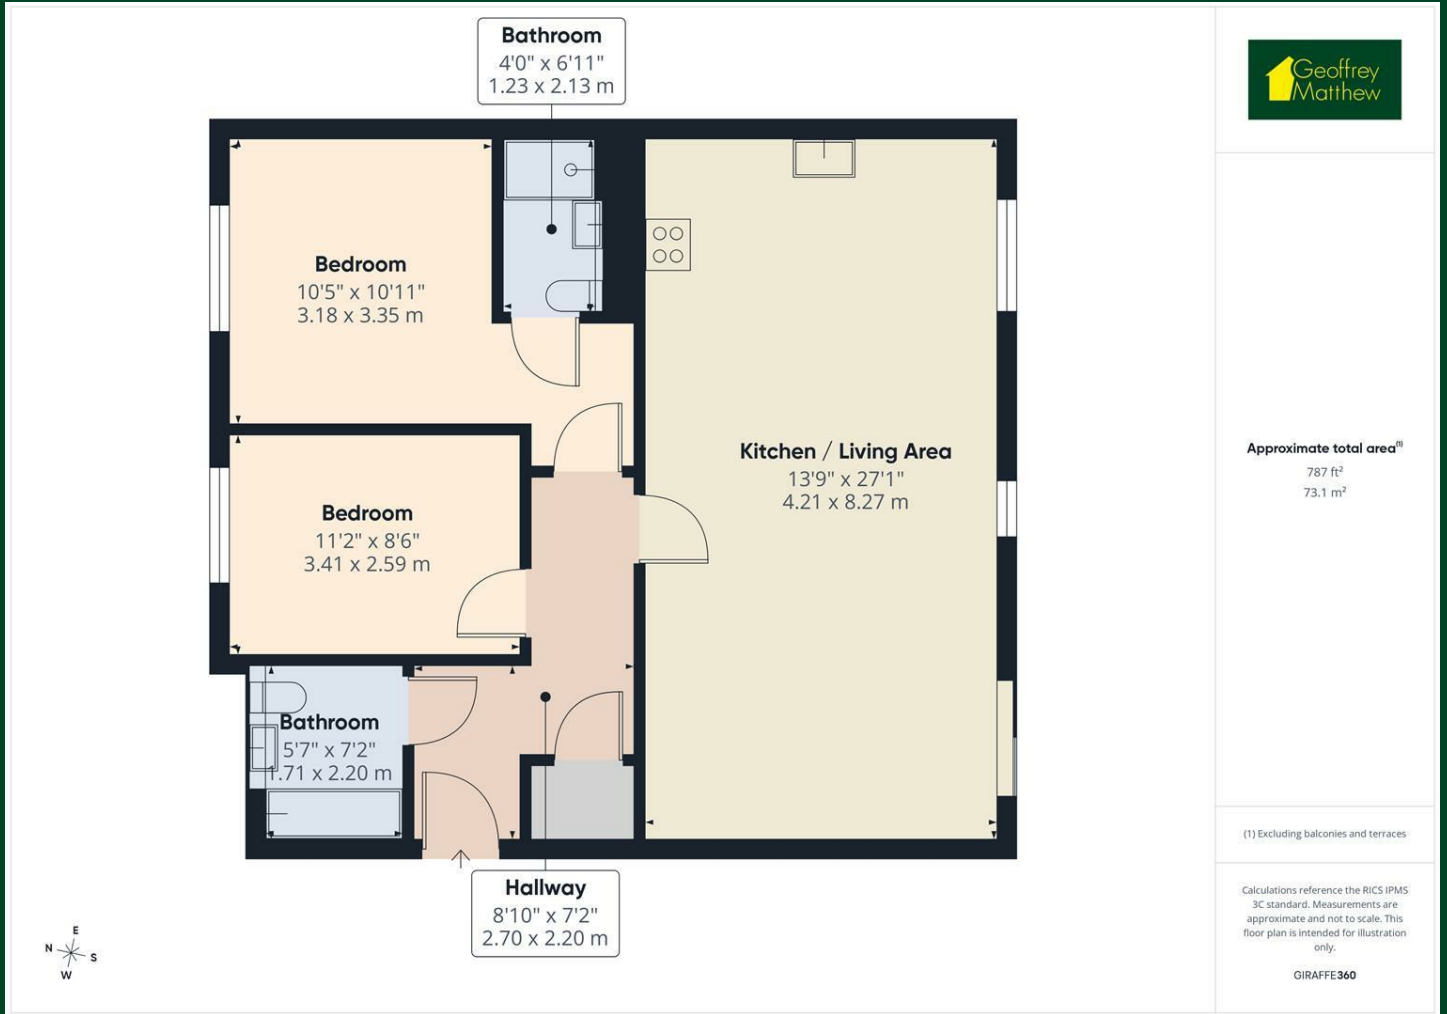 Bathroom
4'0" x 6'11"
1.23 x 2.13 m
Geoffrey
Matthew
Bedroom
10'5" x 10'11"
3.18 x 3.35 m
Kitchen / Living Area
13'9" x 27'1"
4.21 x 8.27 m
Bedroom
11'2" x 8'6"
3.41 x 2.59 m
Bathroom
5'7" x 7'2"
1.71 x 2.20 m
Hallway
8'10" x 7'2"
2.70 x 2.20 m
E
N
S
W
Approximate total area⁽¹⁾
787 ft²
73.1 m²
(1) Excluding balconies and terraces
Calculations reference the RICS IPMS
3C standard. Measurements are
approximate and not to scale. This
floor plan is intended for illustration
only.
GIRAFFE360